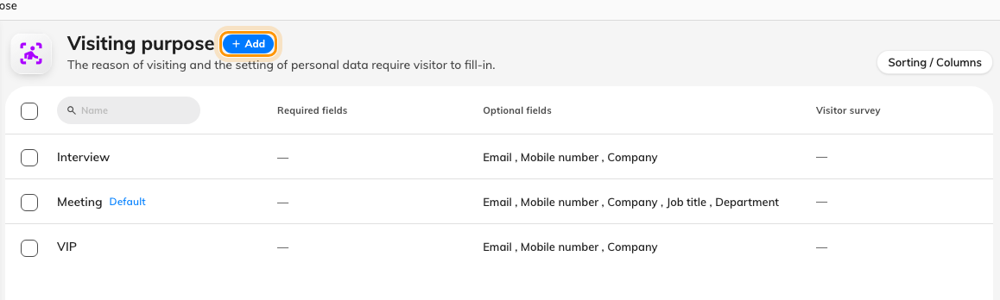 ose
Visiting purpose + Add
The reason of visiting and the setting of personal data require visitor to fill-in.
Sorting / Columns
Name Required fields Optional fields Visitor survey
Interview — Email , Mobile number , Company —
Meeting Default — Email , Mobile number , Company , Job title , Department —
VIP — Email , Mobile number , Company —